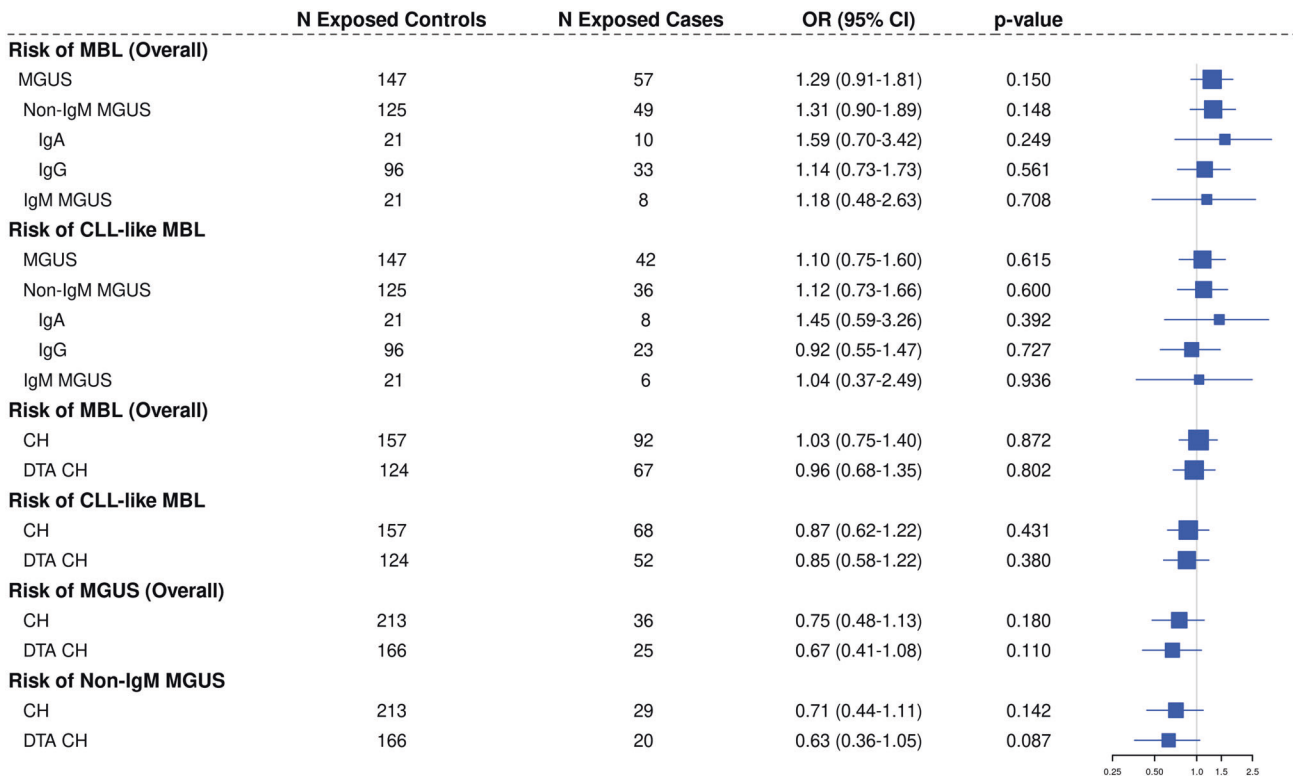 N Exposed Controls N Exposed Cases OR (95% CI) p-value
Risk of MBL (Overall)
MGUS 147 57 1.29 (0.91-1.81) 0.150
Non-IgM MGUS 125 49 1.31 (0.90-1.89) 0.148
IgA 21 10 1.59 (0.70-3.42) 0.249
IgG 96 33 1.14 (0.73-1.73) 0.561
IgM MGUS 21 8 1.18 (0.48-2.63) 0.708
Risk of CLL-like MBL
MGUS 147 42 1.10 (0.75-1.60) 0.615
Non-IgM MGUS 125 36 1.12 (0.73-1.66) 0.600
IgA 21 8 1.45 (0.59-3.26) 0.392
IgG 96 23 0.92 (0.55-1.47) 0.727
IgM MGUS 21 6 1.04 (0.37-2.49) 0.936
Risk of MBL (Overall)
CH 157 92 1.03 (0.75-1.40) 0.872
DTA CH 124 67 0.96 (0.68-1.35) 0.802
Risk of CLL-like MBL
CH 157 68 0.87 (0.62-1.22) 0.431
DTA CH 124 52 0.85 (0.58-1.22) 0.380
Risk of MGUS (Overall)
CH 213 36 0.75 (0.48-1.13) 0.180
DTA CH 166 25 0.67 (0.41-1.08) 0.110
Risk of Non-IgM MGUS
CH 213 29 0.71 (0.44-1.11) 0.142
DTA CH 166 20 0.63 (0.36-1.05) 0.087
0.25 0.50 1.0 1.5 2.5